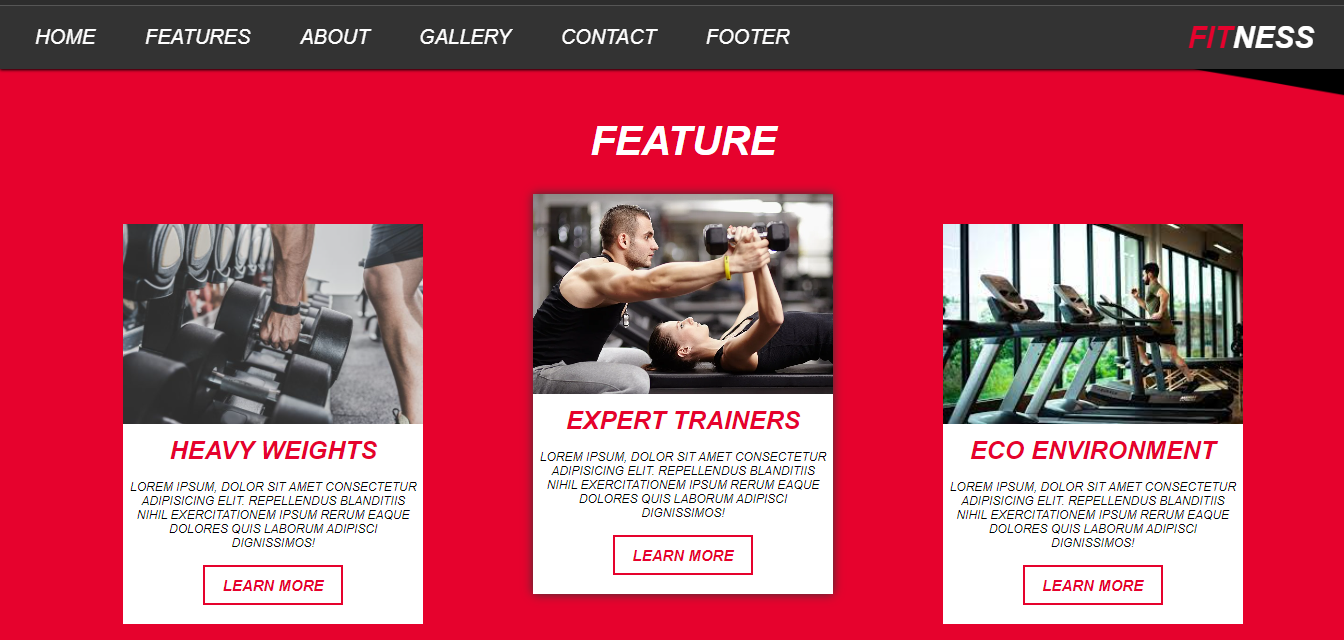 HOME FEATURES ABOUT GALLERY CONTACT FOOTER FITNESS
FEATURE
HEAVY WEIGHTS
LOREM IPSUM, DOLOR SIT AMET CONSECTETUR
ADIPISICING ELIT. REPELLENDUS BLANDITIIS
NIHIL EXERCITATIONEM IPSUM RERUM EAQUE
DOLORES QUIS LABORUM ADIPISCI
DIGNISSIMOS!
LEARN MORE
EXPERT TRAINERS
LOREM IPSUM, DOLOR SIT AMET CONSECTETUR
ADIPISICING ELIT. REPELLENDUS BLANDITIIS
NIHIL EXERCITATIONEM IPSUM RERUM EAQUE
DOLORES QUIS LABORUM ADIPISCI
DIGNISSIMOS!
LEARN MORE
ECO ENVIRONMENT
LOREM IPSUM, DOLOR SIT AMET CONSECTETUR
ADIPISICING ELIT. REPELLENDUS BLANDITIIS
NIHIL EXERCITATIONEM IPSUM RERUM EAQUE
DOLORES QUIS LABORUM ADIPISCI
DIGNISSIMOS!
LEARN MORE